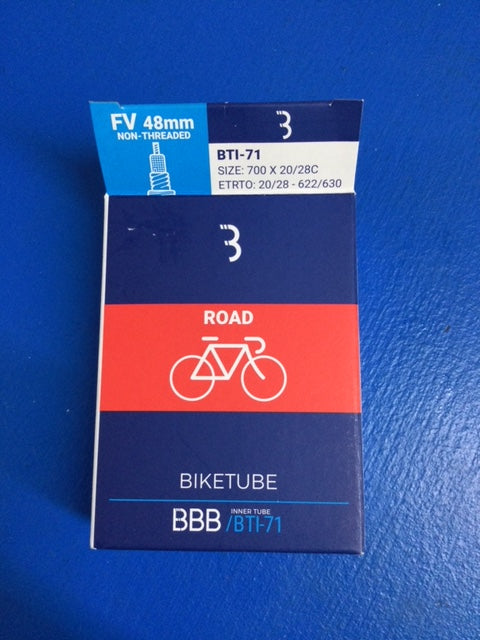 FV 48mm
NON-THREADED
BTI-71
SIZE: 700 X 20/28C
ETRTO: 20/28 - 622/630
ROAD
BIKETUBE
BBB INNER TUBE /BTI-71